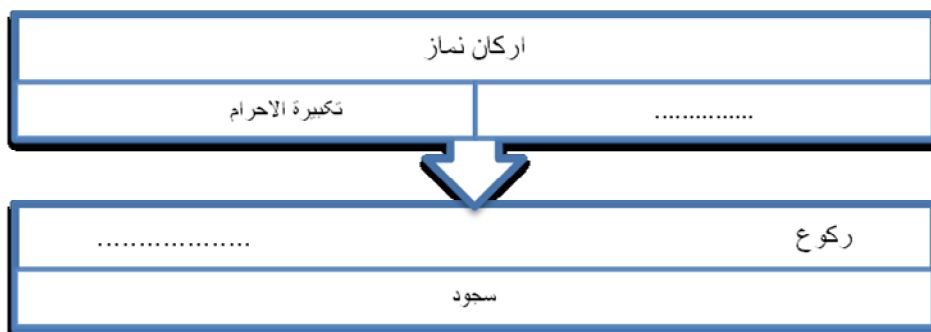 ارکان نماز
............... تکبیرة الاحرام
رکوع ...................
سجود